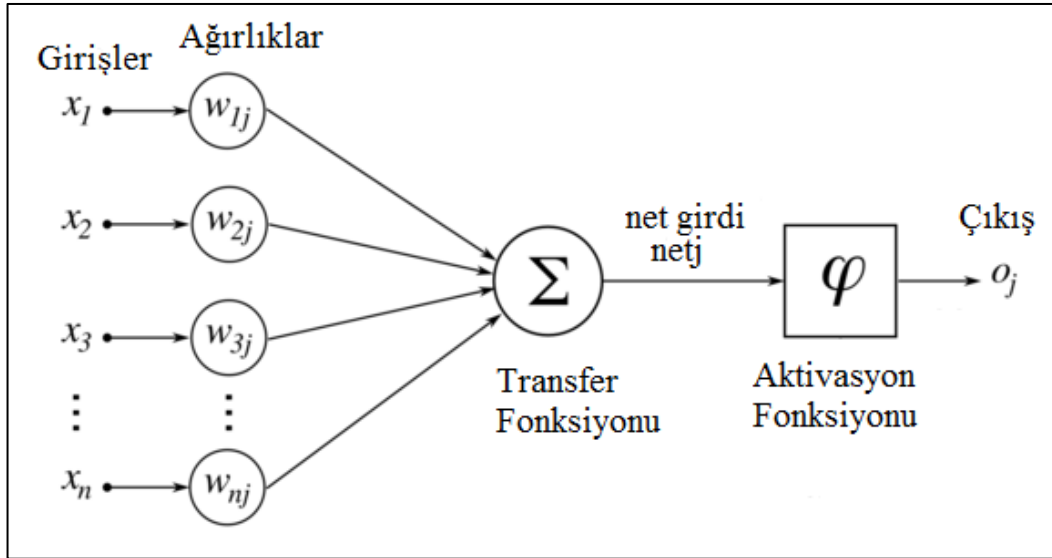 Girişler
Ağırlıklar
x1
w1j
x2
w2j
x3
w3j
⋮
⋮
xn
wnj
Σ
Transfer
Fonksiyonu
net girdi
netj
φ
Aktivasyon
Fonksiyonu
Çıkış
oj